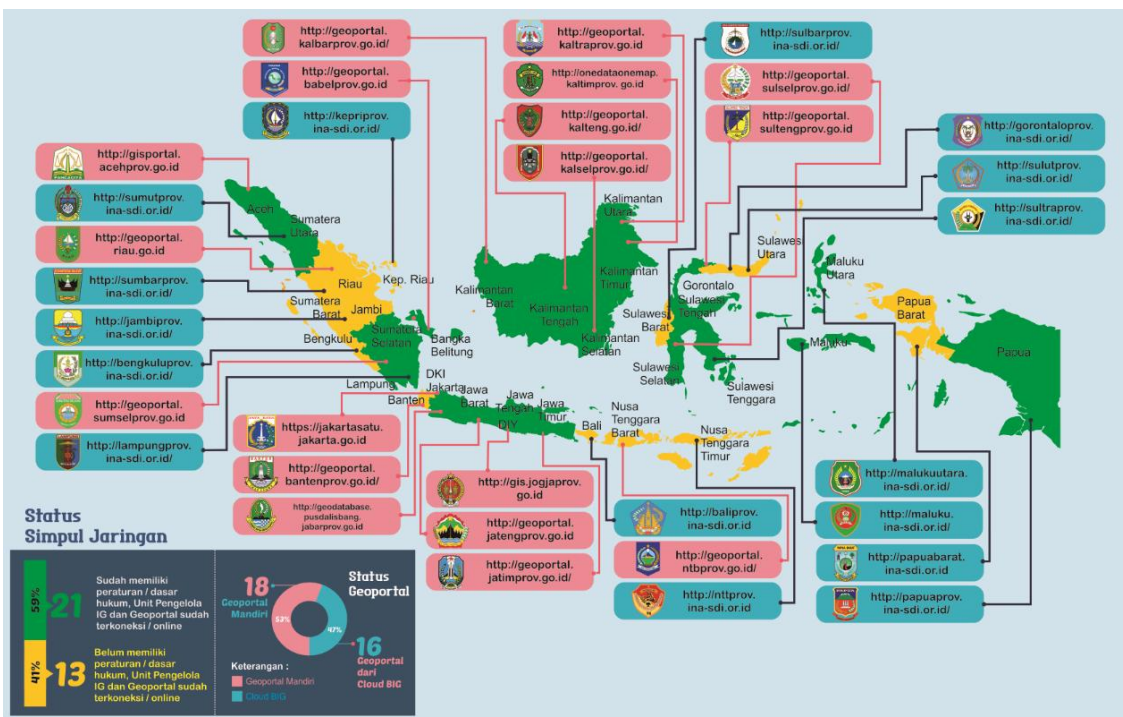 http://geoportal.
kalbarprov.go.id/
http://geoportal.
babelprov.go.id
http://kepriprov.
ina-sdi.or.id/
http://geoportal.
kaltraprov.go.id
http://onedataonemap.
kaltimprov. go.id
http://geoportal.
kalteng.go.id/
http://geoportal.
kalselprov.go.id/
http://sulbarprov.
ina-sdi.or.id/
http://geoportal.
sulselprov.go.id/
http://geoportal.
sultengprov.go.id
http://gorontaloprov.
ina-sdi.or.id/
http://sulutprov.
ina-sdi.or.id/
http://sultraprov.
ina-sdi.or.id/
http://gisportal.
acehprov.go.id
http://sumutprov.
ina-sdi.or.id/
http://geoportal.
riau.go.id
http://sumbarprov.
ina-sdi.or.id/
http://jambiprov.
ina-sdi.or.id/
http://bengkuluprov.
ina-sdi.or.id/
http://geoportal.
sumselprov.go.id/
http://lampungprov.
ina-sdi.or.id/
Aceh
Sumatera
Utara
Riau
Kep. Riau
Sumatera
Barat
Jambi
Bengkulu
Sumatera
Selatan
Bangka
Belitung
Lampung
DKI
Jakarta
Banten
Jawa
Barat
Jawa
Tengah
DIY
Jawa
Timur
Bali
Nusa
Tenggara
Barat
Nusa
Tenggara
Timur
Kalimantan
Utara
Kalimantan
Barat
Kalimantan
Tengah
Kalimantan
Timur
Kalimantan
Selatan
Sulawesi
Barat
Gorontalo
Sulawesi
Tengah
Sulawesi
Selatan
Sulawesi
Tenggara
Sulawes
Utara
Maluku
Utara
Maluku
Papua
Barat
Papua
https://jakartasatu.
jakarta.go.id
http://geoportal.
bantenprov.go.id/
http://geodatabase.
pusdalisbang.
jabarprov.go.id
http://gis.jogjaprov.
go.id
http://geoportal.
jatengprov.go.id
http://geoportal.
jatimprov.go.id/
http://baliprov.
ina-sdi.or.id
http://geoportal.
ntbprov.go.id/
http://nttprov.
ina-sdi.or.id
http://malukuutara.
ina-sdi.or.id/
http://maluku.
ina-sdi.or.id/
http://papuabarat.
ina-sdi.or.id
http://papuaprov.
ina-sdi.or.id/
Status
Simpul Jaringan
59%
21
Sudah memiliki
peraturan / dasar
hukum, Unit Pengelola
IG dan Geoportal sudah
terkoneksi / online
41%
13
Belum memiliki
peraturan / dasar
hukum, Unit Pengelola
IG dan Geoportal sudah
terkoneksi / online
Status
Geoportal
18
Geoportal
Mandiri
53%
47%
16
Geoportal
dari
Cloud BIG
Keterangan :
Geoportal Mandiri
Cloud BIG